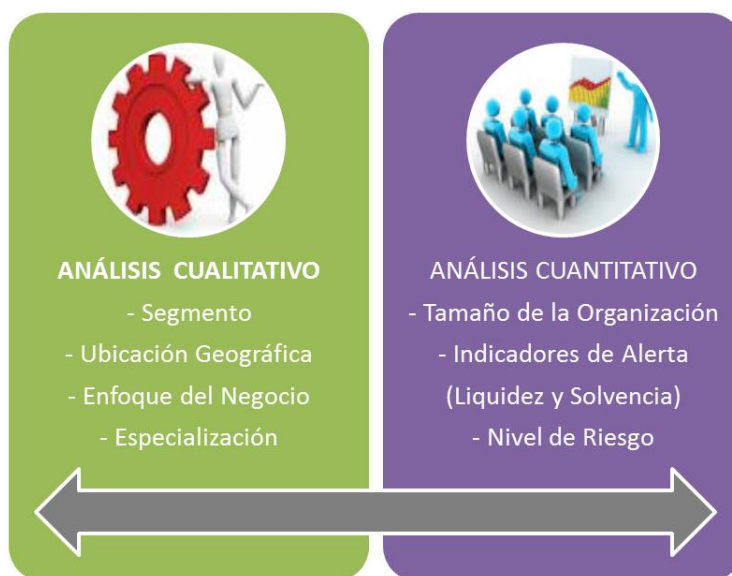 ANÁLISIS CUALITATIVO
- Segmento
- Ubicación Geográfica
- Enfoque del Negocio
- Especialización
ANÁLISIS CUANTITATIVO
- Tamaño de la Organización
- Indicadores de Alerta
(Liquidez y Solvencia)
- Nivel de Riesgo